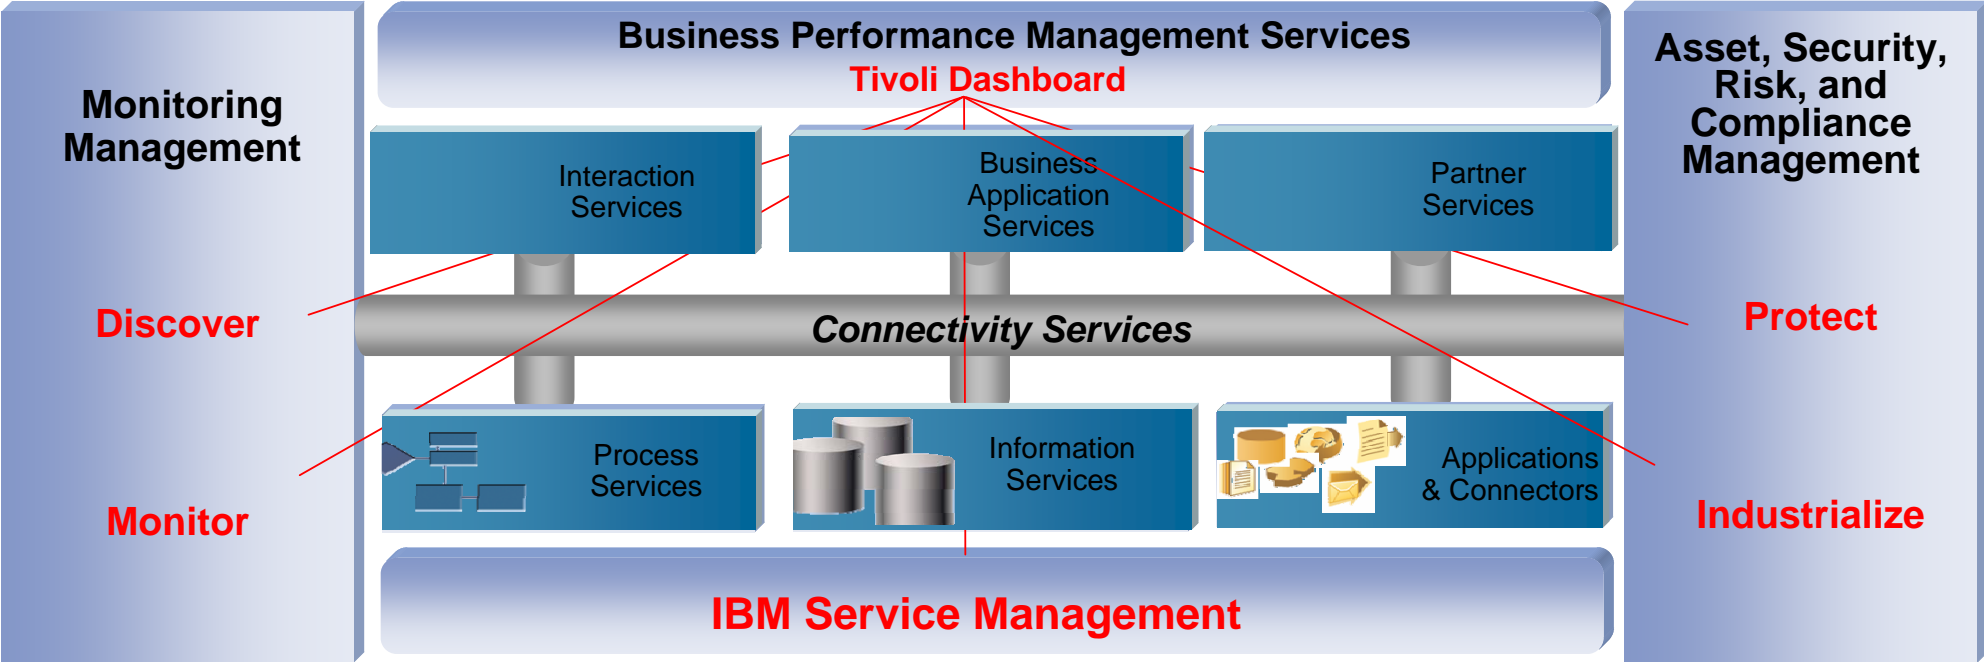 Business Performance Management Services
Tivoli Dashboard
Monitoring
Management
Discover
Monitor
Interaction
Services
Business
Application
Services
Partner
Services
Connectivity Services
Process
Services
Information
Services
Applications
& Connectors
Asset, Security,
Risk, and
Compliance
Management
Protect
Industrialize
IBM Service Management